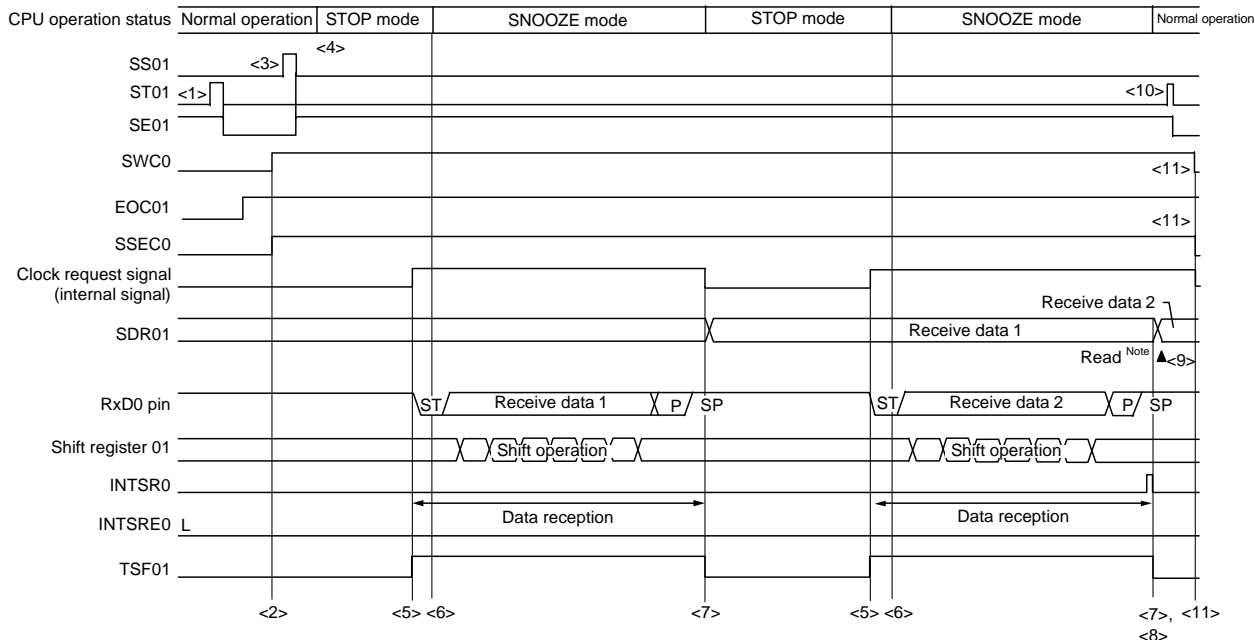 CPU operation status Normal operation STOP mode SNOOZE mode STOP mode SNOOZE mode Normal operation
<4>
SS01 <3>
ST01 <1> <10>
SE01
SWC0
<11>
EOC01
<11>
SSEC0
Clock request signal
(internal signal)
Receive data 2
SDR01 Receive data 1
Read Note <9>
RxD0 pin ST Receive data 1 P SP ST Receive data 2 P SP
Shift register 01 Shift operation Shift operation
INTSR0
Data reception Data reception
INTSRE0 L
TSF01
<2> <5> <6> <7> <5> <6> <7>, <11>
<8>